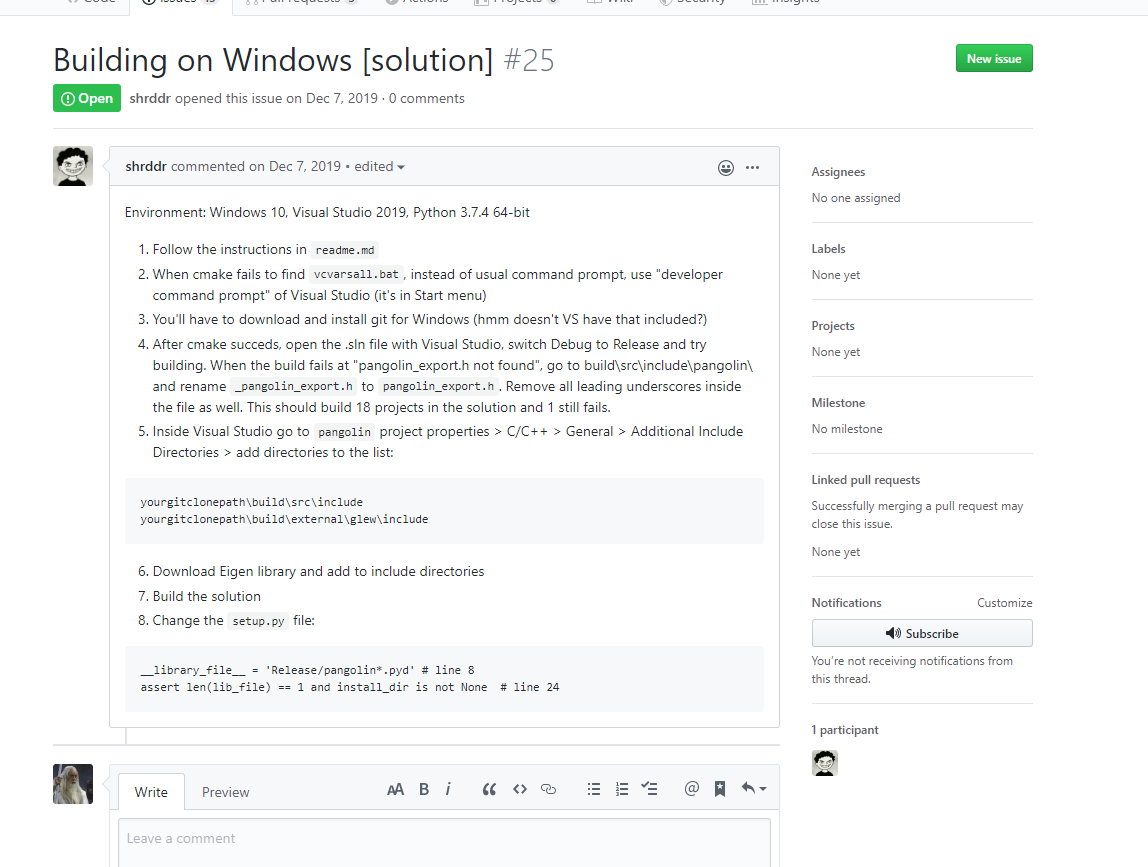 Code Issues 15 Pull requests Actions Projects 0 Wiki Security Insights
Building on Windows [solution] #25
New issue
Open shrddr opened this issue on Dec 7, 2019 · 0 comments
shrddr commented on Dec 7, 2019 • edited
Environment: Windows 10, Visual Studio 2019, Python 3.7.4 64-bit
1. Follow the instructions in readme.md
2. When cmake fails to find vcvarsall.bat, instead of usual command prompt, use "developer
command prompt" of Visual Studio (it's in Start menu)
3. You'll have to download and install git for Windows (hmm doesn't VS have that included?)
4. After cmake succeds, open the .sln file with Visual Studio, switch Debug to Release and try
building. When the build fails at "pangolin_export.h not found", go to build\src\include\pangolin\
and rename _pangolin_export.h to pangolin_export.h. Remove all leading underscores inside
the file as well. This should build 18 projects in the solution and 1 still fails.
5. Inside Visual Studio go to pangolin project properties > C/C++ > General > Additional Include
Directories > add directories to the list:
yourgitclonepath\build\src\include
yourgitclonepath\build\external\glew\include
6. Download Eigen library and add to include directories
7. Build the solution
8. Change the setup.py file:
__library_file__ = 'Release/pangolin*.pyd' # line 8
assert len(lib_file) == 1 and install_dir is not None  # line 24
Write Preview
AA B i @
Leave a comment
Assignees
No one assigned
Labels
None yet
Projects
None yet
Milestone
No milestone
Linked pull requests
Successfully merging a pull request may
close this issue.
None yet
Notifications Customize
Subscribe
You're not receiving notifications from
this thread.
1 participant